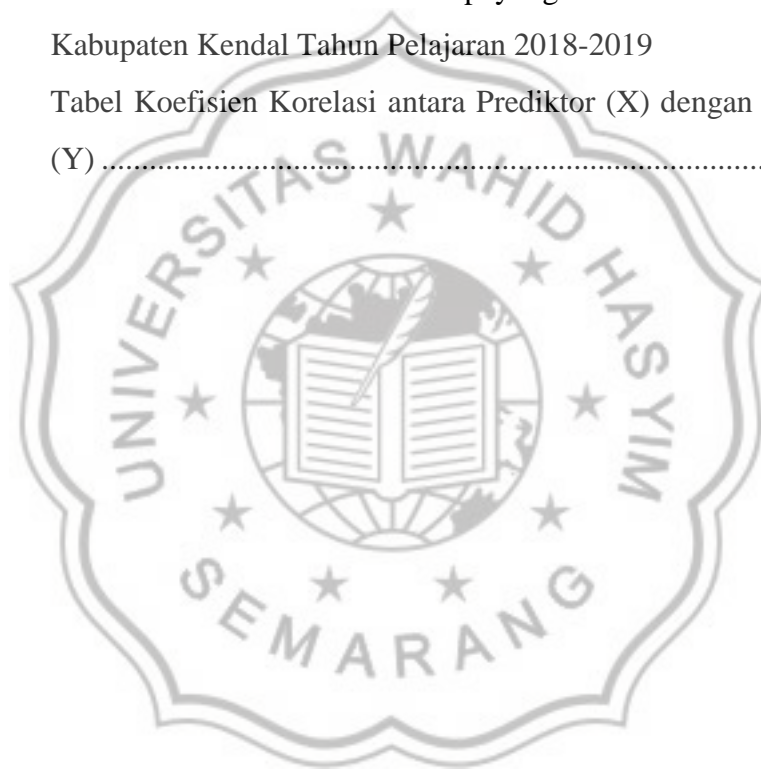 Kabupaten Kendal Tahun Pelajaran 2018-2019
Tabel Koefisien Korelasi antara Prediktor (X) dengan
(Y) ........................................................................................................
UNIVERSITAS WAHID HASYIM
SEMARANG